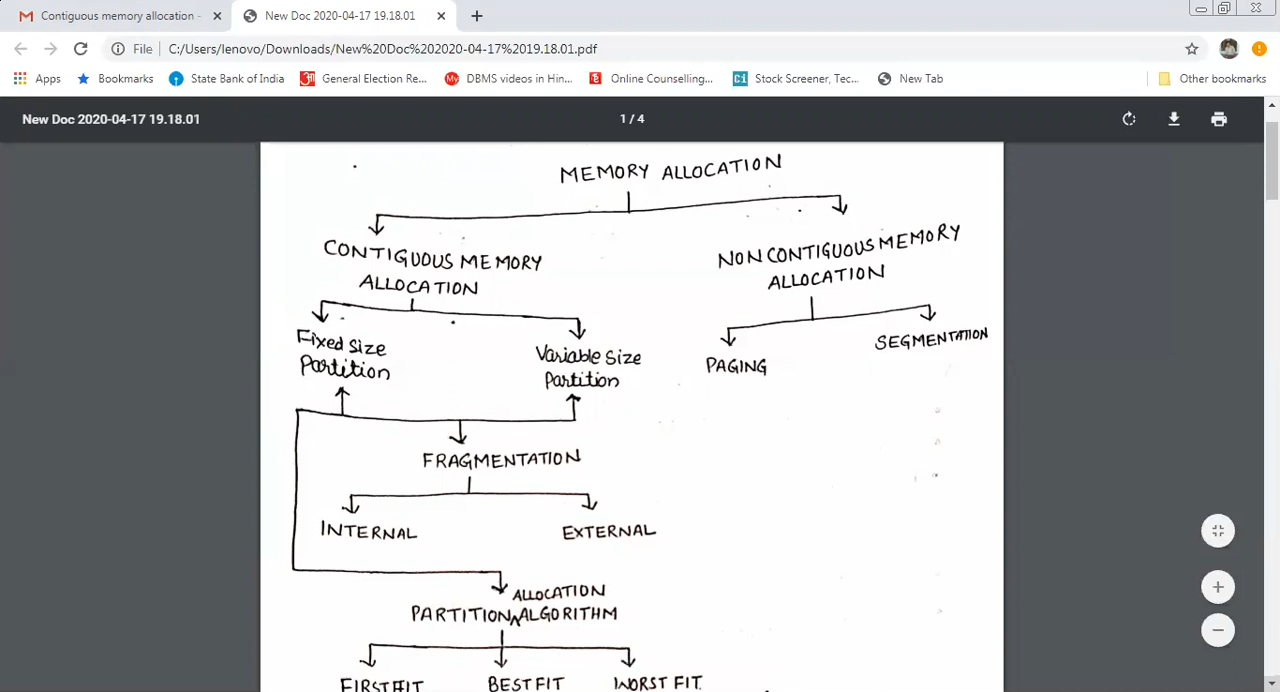 Contiguous memory allocation -
New Doc 2020-04-17 19.18.01
File
C:/Users/lenovo/Downloads/New%20Doc%202020-04-17%2019.18.01.pdf
Apps
Bookmarks
State Bank of India
General Election Re...
DBMS videos in Hin...
Online Counselling...
Stock Screener, Tec...
New Tab
Other bookmarks
New Doc 2020-04-17 19.18.01
1 / 4
MEMORY ALLOCATION
CONTIGUOUS MEMORY
ALLOCATION
NON CONTIGUOUS MEMORY
ALLOCATION
Fixed Size
Partition
Variable Size
Partition
PAGING
SEGMENTATION
FRAGMENTATION
INTERNAL
EXTERNAL
ALLOCATION
PARTITION ALGORITHM
FIRST FIT
BEST FIT
WORST FIT